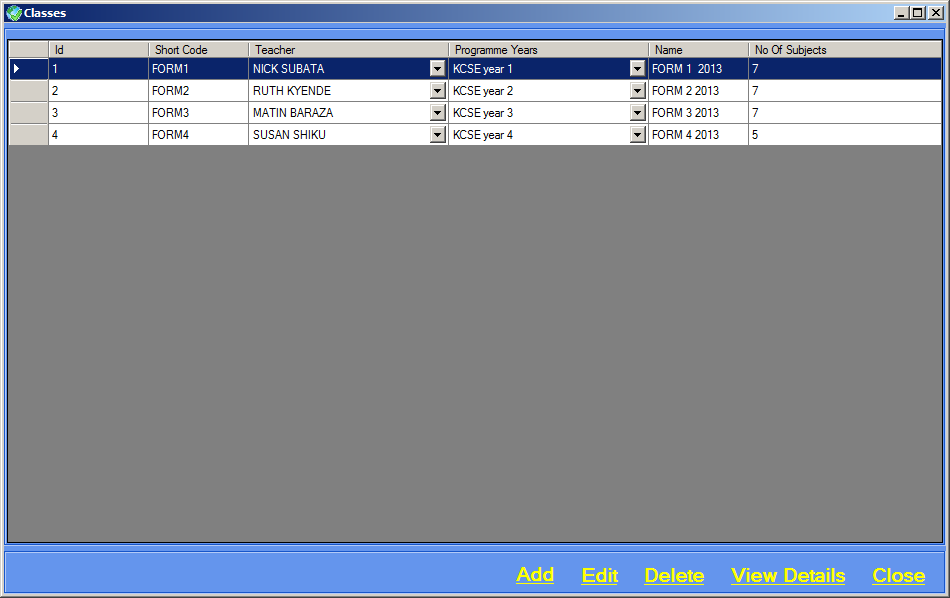 Classes
Id Short Code Teacher Programme Years Name No Of Subjects
1 FORM1 NICK SUBATA KCSE year 1 FORM 1  2013 7
2 FORM2 RUTH KYENDE KCSE year 2 FORM 2 2013 7
3 FORM3 MATIN BARAZA KCSE year 3 FORM 3 2013 7
4 FORM4 SUSAN SHIKU KCSE year 4 FORM 4 2013 5
Add Edit Delete View Details Close